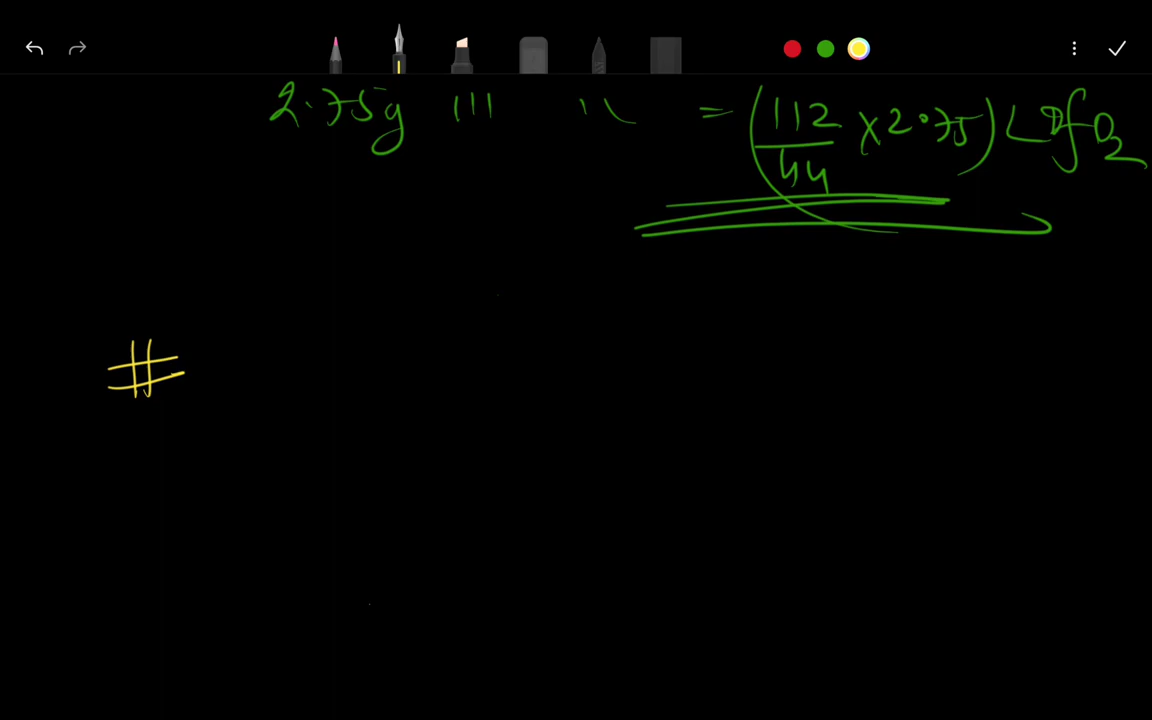 2.75g ||| \\ = (112/44 × 2.75) L of O2
#